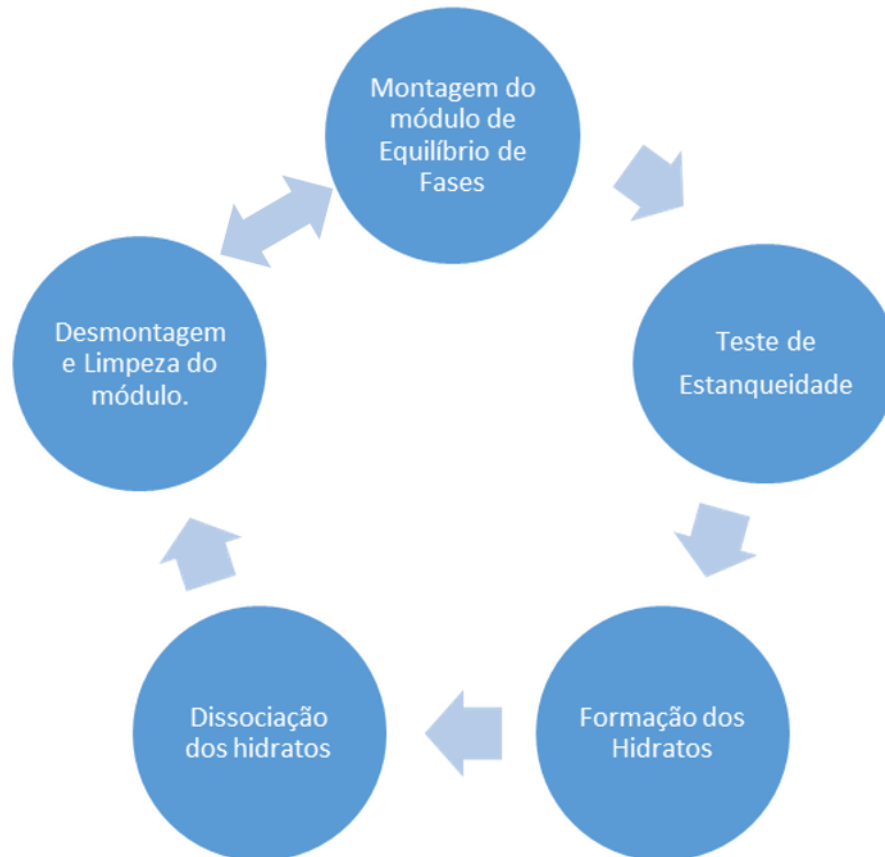 Montagem do
módulo de
Equilíbrio de
Fases
Teste de
Estanqueidade
Formação dos
Hidratos
Dissociação
dos hidratos
Desmontagem
e Limpeza do
módulo.